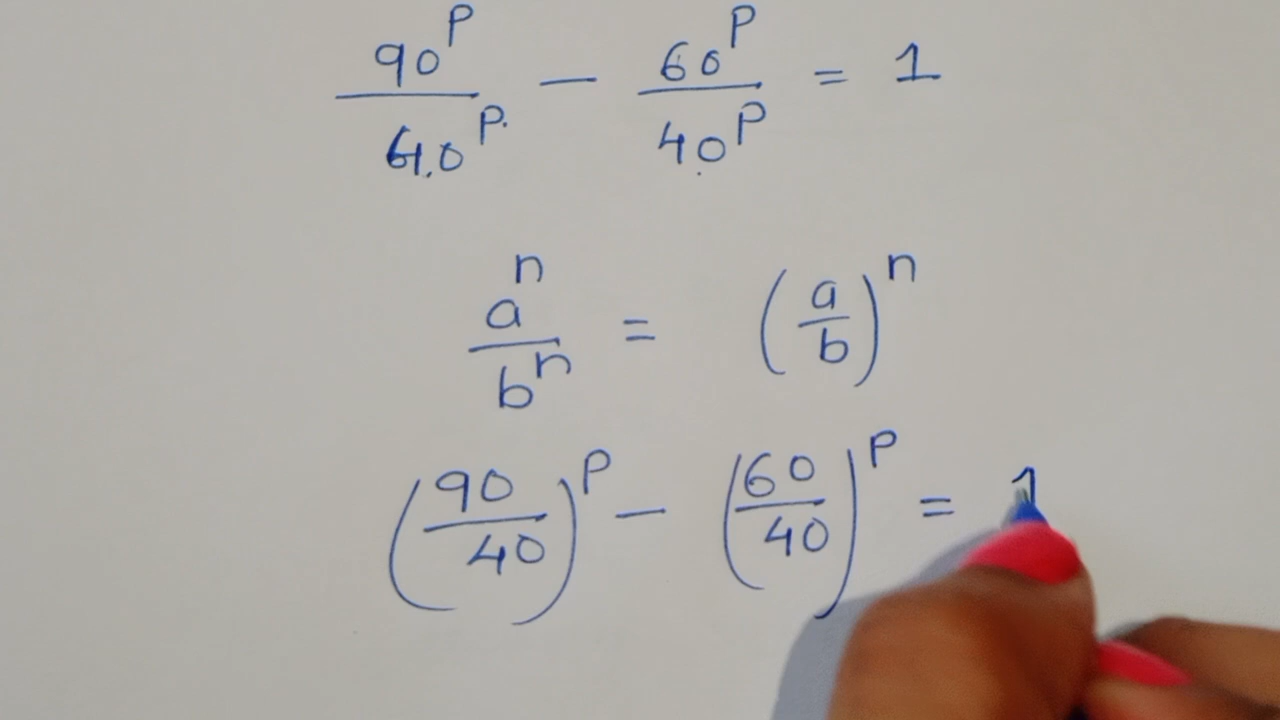 90^P / 40^P - 60^P / 40^P = 1
a^n / b^n = (a/b)^n
(90/40)^P - (60/40)^P = 1